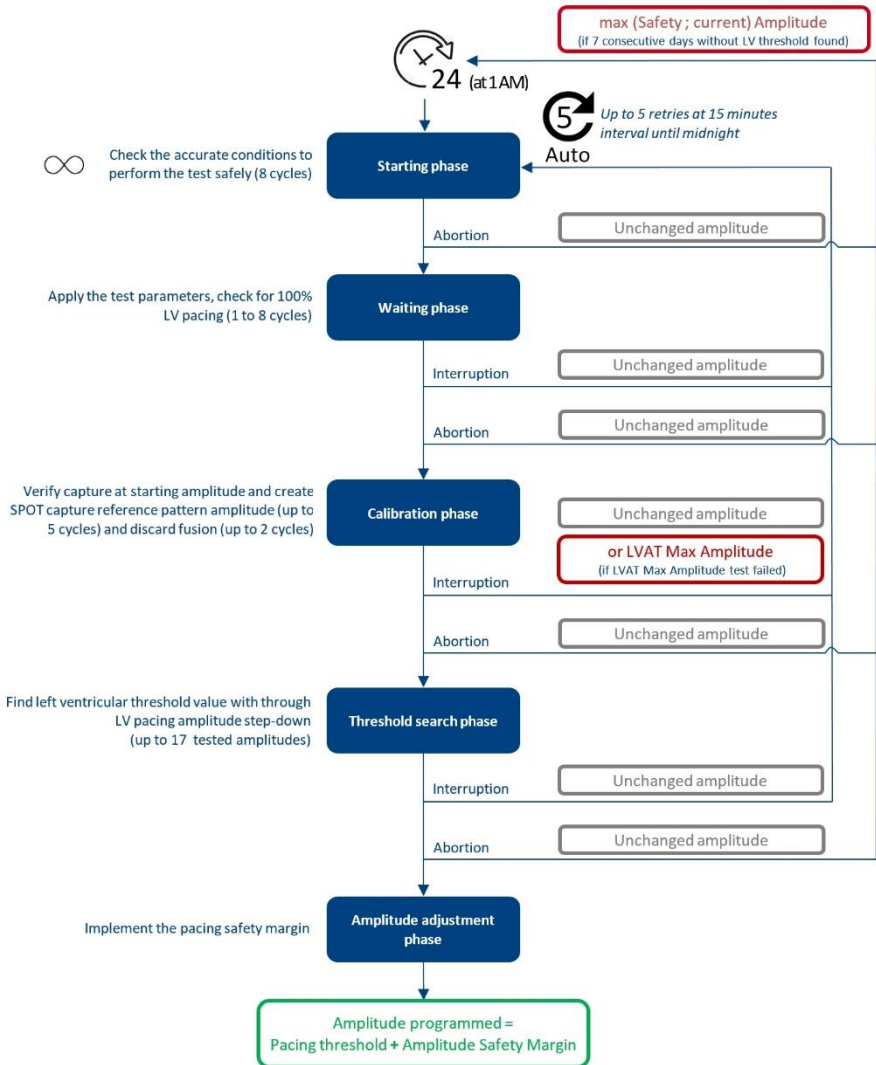 max (Safety ; current) Amplitude
(if 7 consecutive days without LV threshold found)
24 (at 1 AM)
5
Auto
Up to 5 retries at 15 minutes
interval until midnight
∞
Check the accurate conditions to
perform the test safely (8 cycles)
Starting phase
Abortion
Unchanged amplitude
Apply the test parameters, check for 100%
LV pacing (1 to 8 cycles)
Waiting phase
Interruption
Unchanged amplitude
Abortion
Unchanged amplitude
Verify capture at starting amplitude and create
SPOT capture reference pattern amplitude (up to
5 cycles) and discard fusion (up to 2 cycles)
Calibration phase
Unchanged amplitude
or LVAT Max Amplitude
(if LVAT Max Amplitude test failed)
Interruption
Abortion
Unchanged amplitude
Find left ventricular threshold value with through
LV pacing amplitude step-down
(up to 17 tested amplitudes)
Threshold search phase
Interruption
Unchanged amplitude
Abortion
Unchanged amplitude
Implement the pacing safety margin
Amplitude adjustment
phase
Amplitude programmed =
Pacing threshold + Amplitude Safety Margin